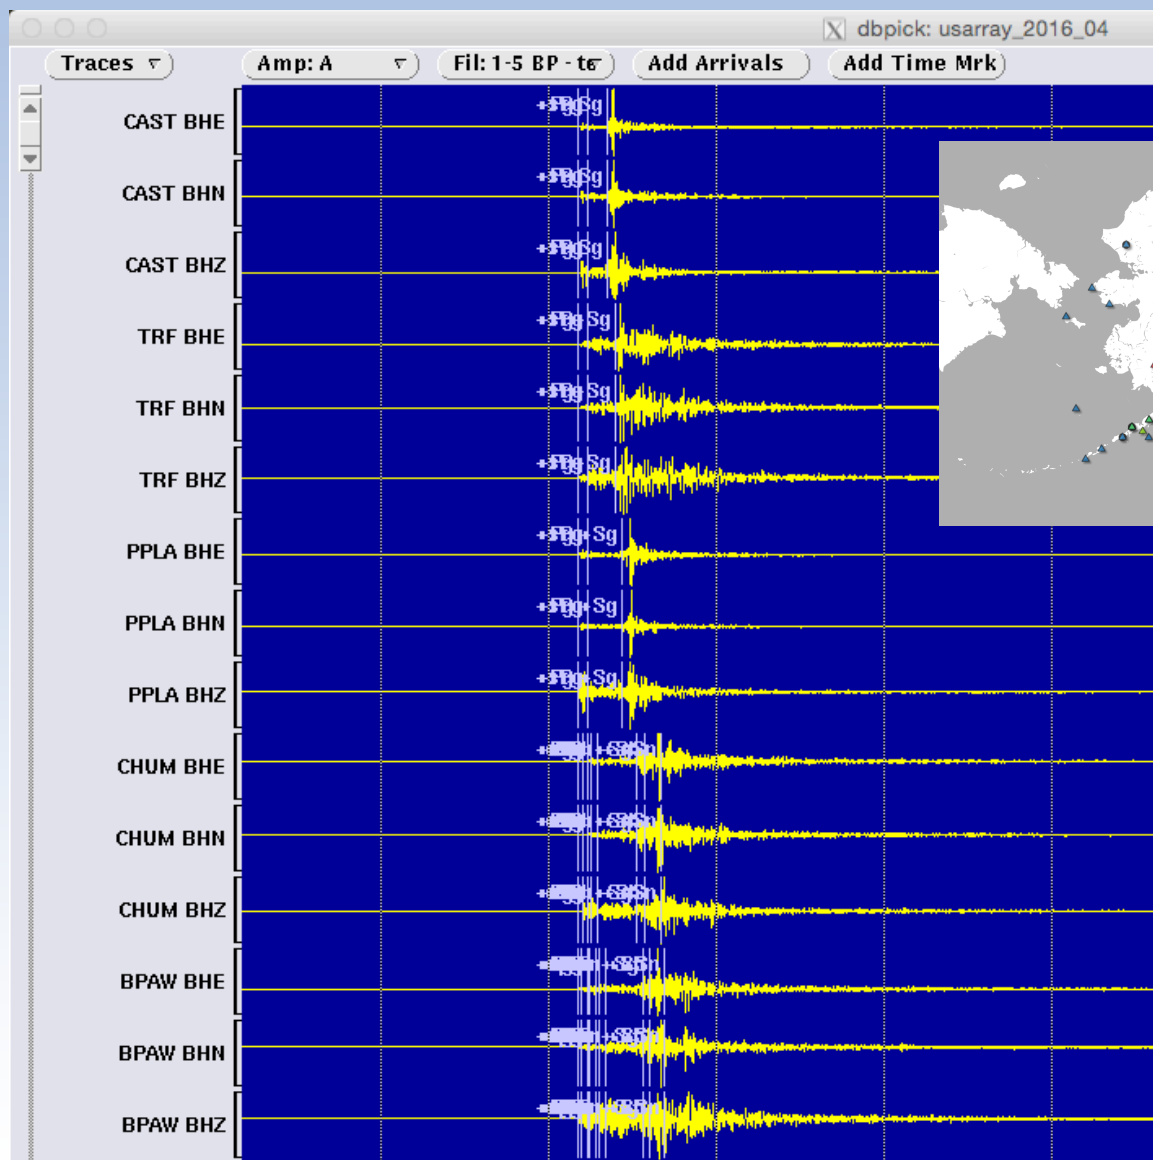 dbpick: usarray_2016_04
Traces Amp: A Fil: 1-5 BP - te Add Arrivals Add Time Mrk
CAST BHE
Sg
CAST BHN
Sg
CAST BHZ
Sg
TRF BHE
Sg
TRF BHN
Sg
TRF BHZ
Sg
PPLA BHE
Sg
PPLA BHN
Sg
PPLA BHZ
Sg
CHUM BHE
CHUM BHN
CHUM BHZ
BPAW BHE
BPAW BHN
BPAW BHZ